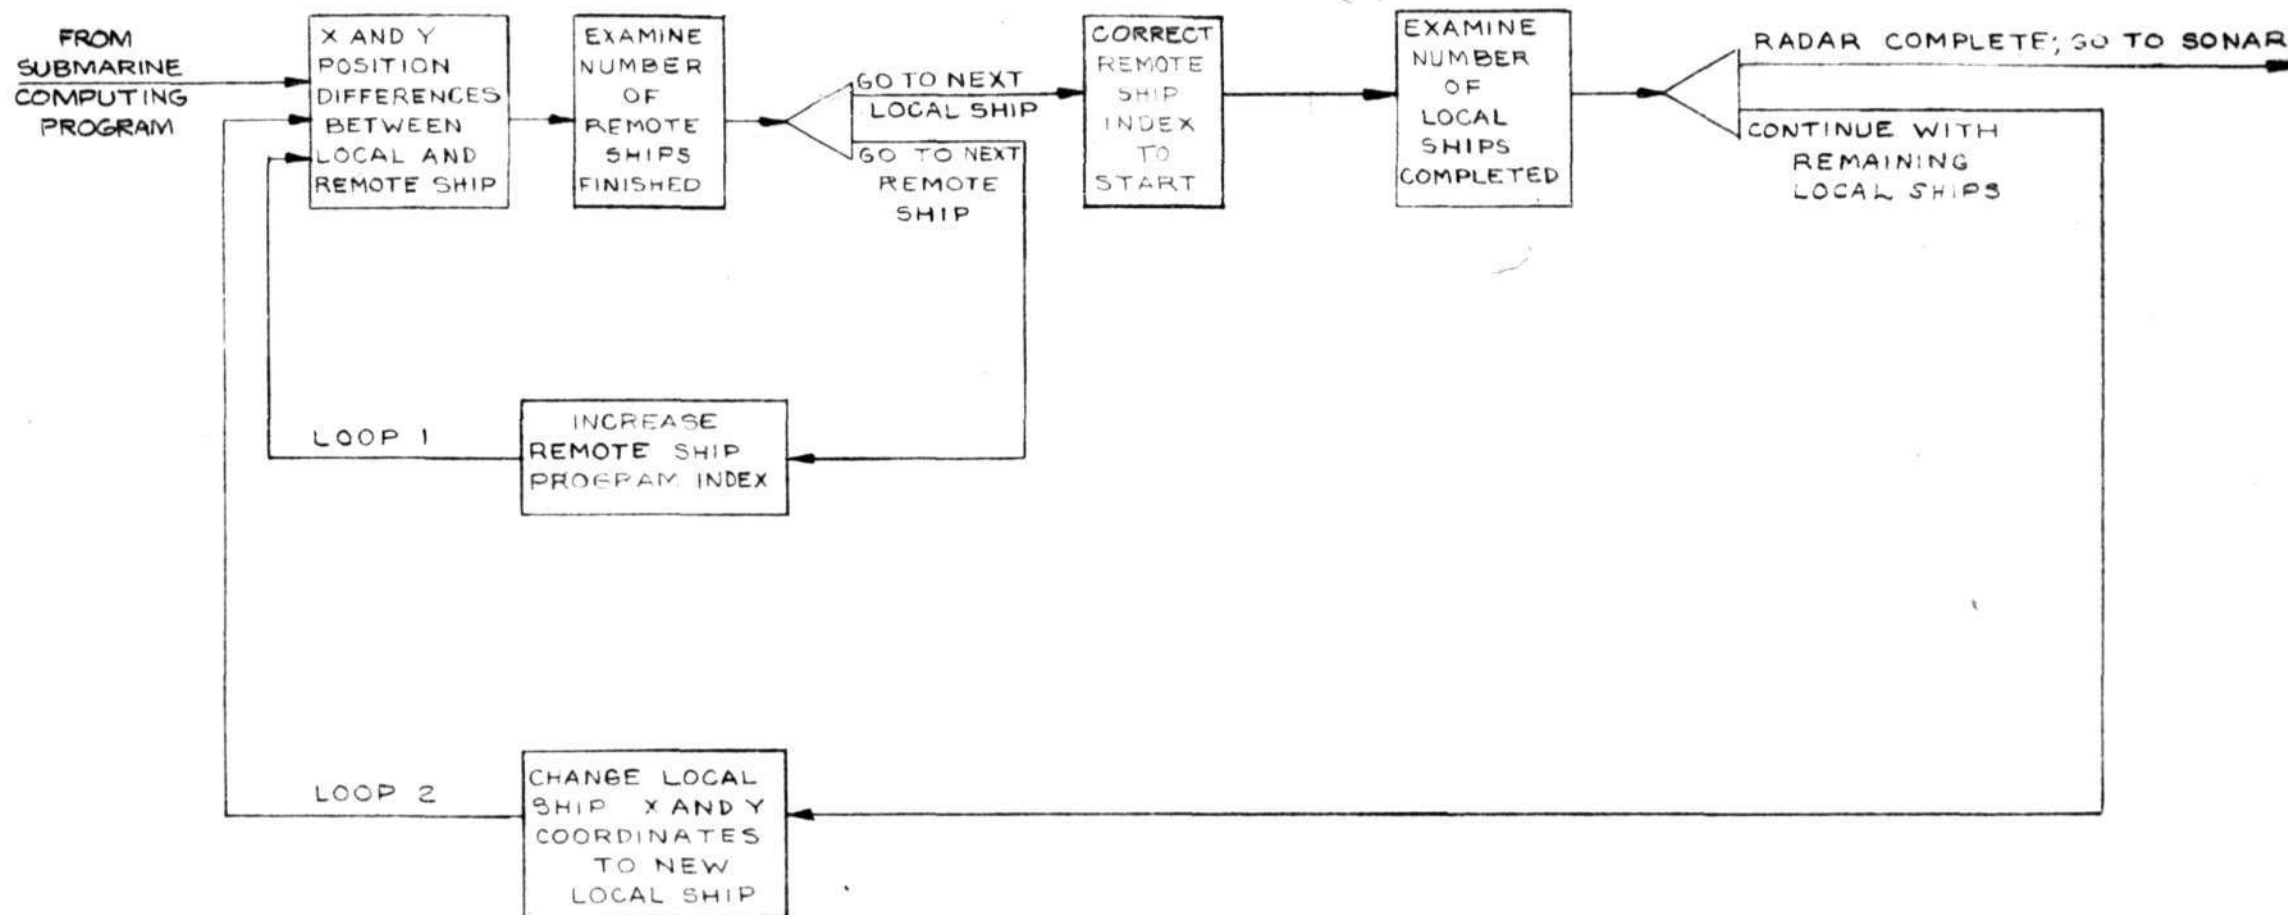 FROM
SUBMARINE
COMPUTING
PROGRAM
X AND Y
POSITION
DIFFERENCES
BETWEEN
LOCAL AND
REMOTE SHIP
EXAMINE
NUMBER
OF
REMOTE
SHIPS
FINISHED
GO TO NEXT
LOCAL SHIP
GO TO NEXT
REMOTE
SHIP
CORRECT
REMOTE
SHIP
INDEX
TO
START
EXAMINE
NUMBER
OF
LOCAL
SHIPS
COMPLETED
RADAR COMPLETE; GO TO SONAR
CONTINUE WITH
REMAINING
LOCAL SHIPS
LOOP 1
INCREASE
REMOTE SHIP
PROGRAM INDEX
LOOP 2
CHANGE LOCAL
SHIP X AND Y
COORDINATES
TO NEW
LOCAL SHIP